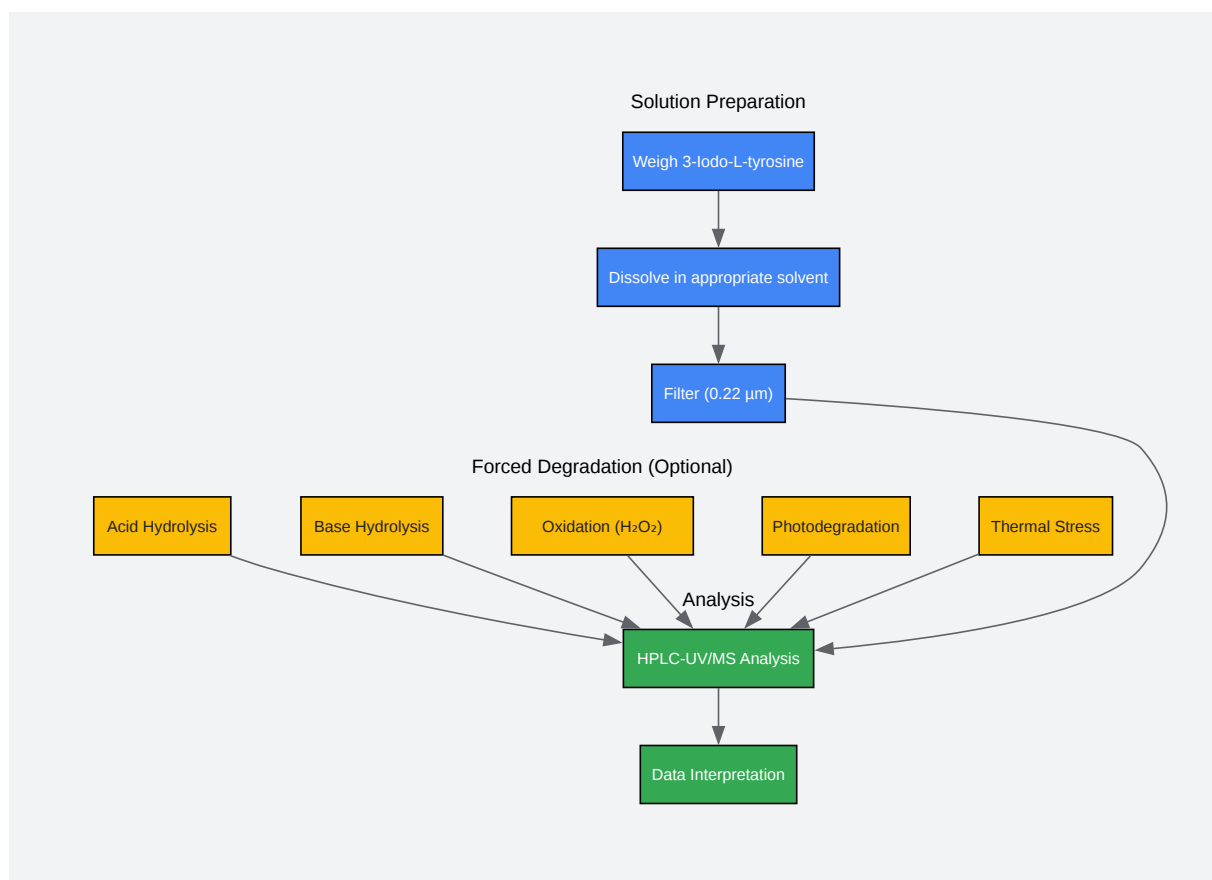 Solution Preparation
Weigh 3-Iodo-L-tyrosine
Dissolve in appropriate solvent
Filter (0.22 µm)
Forced Degradation (Optional)
Acid Hydrolysis
Base Hydrolysis
Oxidation (H₂O₂)
Photodegradation
Thermal Stress
Analysis
HPLC-UV/MS Analysis
Data Interpretation